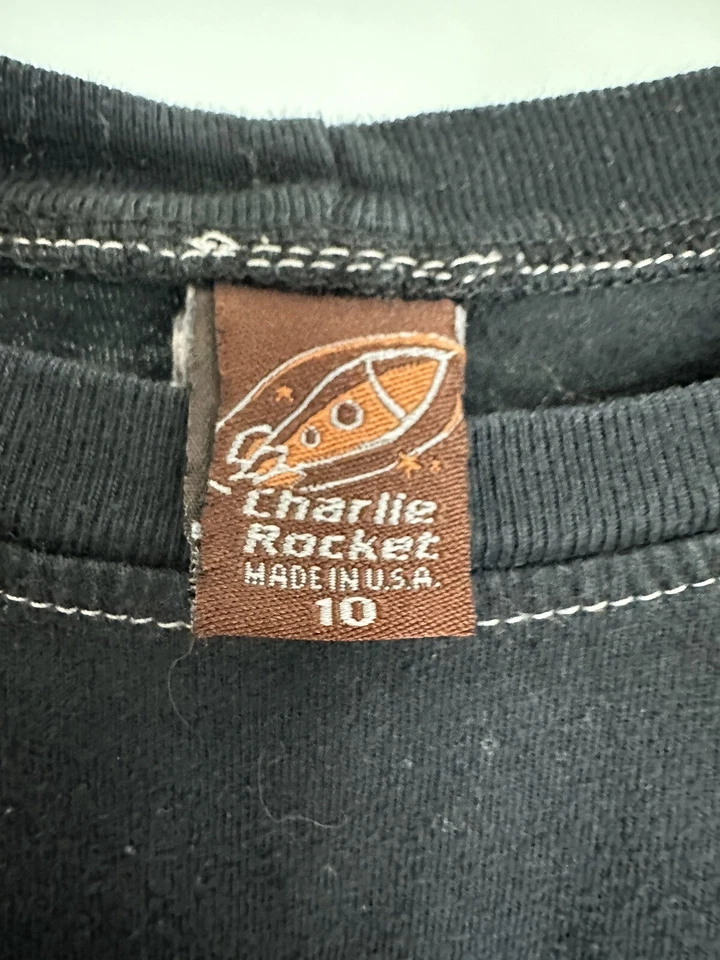 Charlie
Rocket
MADE IN U.S.A.
10